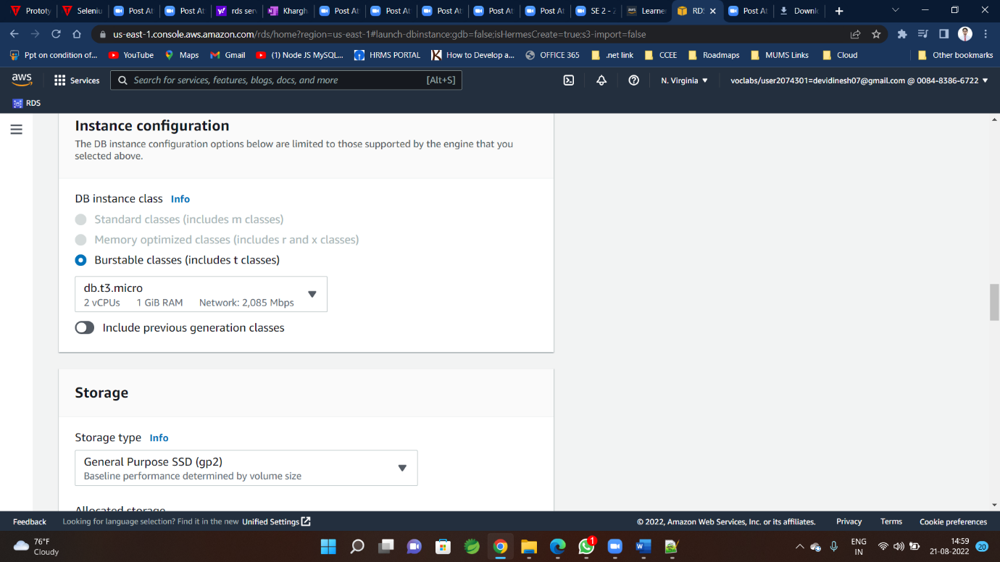 Prototy
Seleniu
Post At
Post At
rds serv
Khargh
Post At
Post At
Post At
Post At
Post At
SE 2 - 2
Learne
RD
Post At
Downl
us-east-1.console.aws.amazon.com/rds/home?region=us-east-1#launch-dbinstance:gdb=false;isHermesCreate=true;s3-import=false
Ppt on condition of...
YouTube
Maps
Gmail
(1) Node JS MySQL...
HRMS PORTAL
How to Develop a...
OFFICE 365
.net link
CCEE
Roadmaps
MUMS Links
Cloud
Other bookmarks
aws
Services
Search for services, features, blogs, docs, and more
[Alt+S]
N. Virginia
voclabs/user2074301=devidinesh07@gmail.com @ 0084-8386-6722
RDS
Instance configuration
The DB instance configuration options below are limited to those supported by the engine that you
selected above.
DB instance class Info
Standard classes (includes m classes)
Memory optimized classes (includes r and x classes)
Burstable classes (includes t classes)
db.t3.micro
2 vCPUs 1 GiB RAM Network: 2,085 Mbps
Include previous generation classes
Storage
Storage type Info
General Purpose SSD (gp2)
Baseline performance determined by volume size
Allocated storage
Feedback
Looking for language selection? Find it in the new Unified Settings
© 2022, Amazon Web Services, Inc. or its affiliates.
Privacy
Terms
Cookie preferences
76°F
Cloudy
1
ENG
IN
14:59
21-08-2022
20